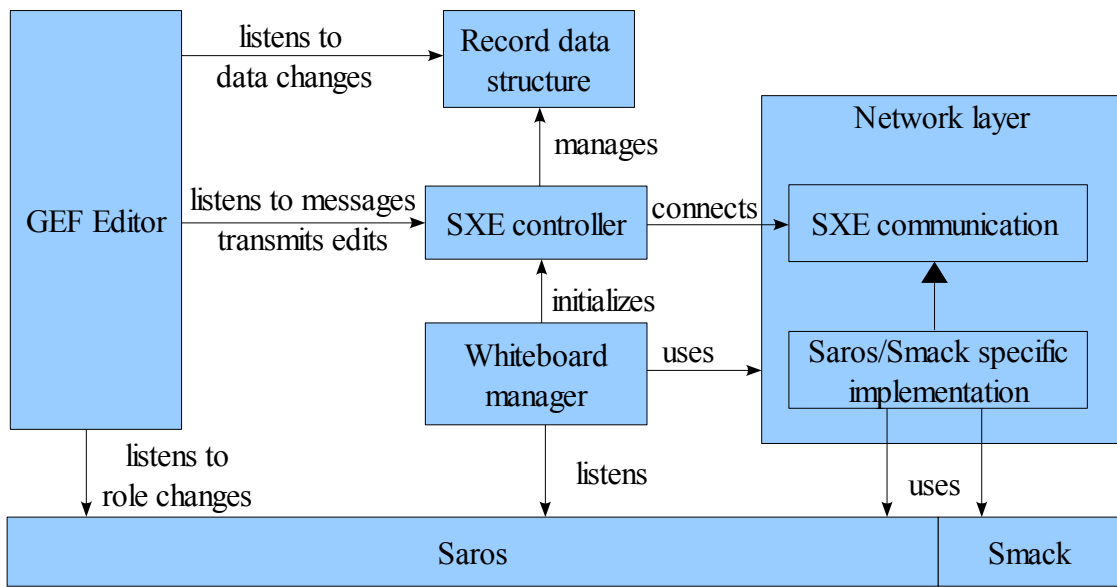 listens to
data changes
Record data
structure
Network layer
manages
GEF Editor
listens to messages
transmits edits
SXE controller
connects
SXE communication
initializes
Whiteboard
manager
uses
Saros/Smack specific
implementation
listens to
role changes
listens
uses
Saros
Smack